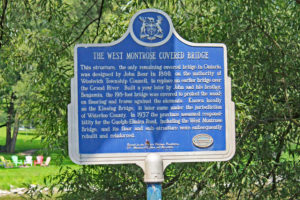 THE WEST MONTROSE COVERED BRIDGE
This structure, the only remaining covered bridge in Ontario,
was designed by John Bear in 1880, on the authority of
Woolwich Township Council, to replace an earlier bridge over
the Grand River. Built a year later by John and his brother,
Benjamin, the 198-foot bridge was covered to protect the wooden
flooring and frame against the elements. Known locally
as the Kissing Bridge, it later came under the jurisdiction
of Waterloo County. In 1937 the province assumed responsi-
bility for the Guelph-Elmira Road, including the West Montrose
Bridge, and its floor and sub-structure were subsequently
rebuilt and reinforced.